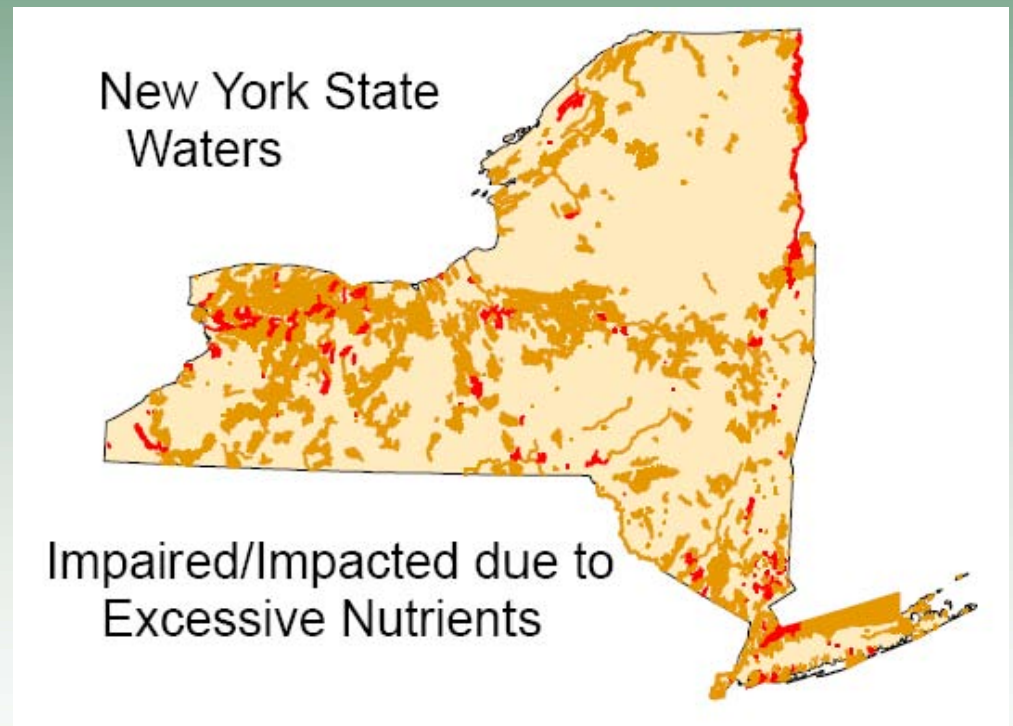 New York State
Waters
Impaired/Impacted due to
Excessive Nutrients